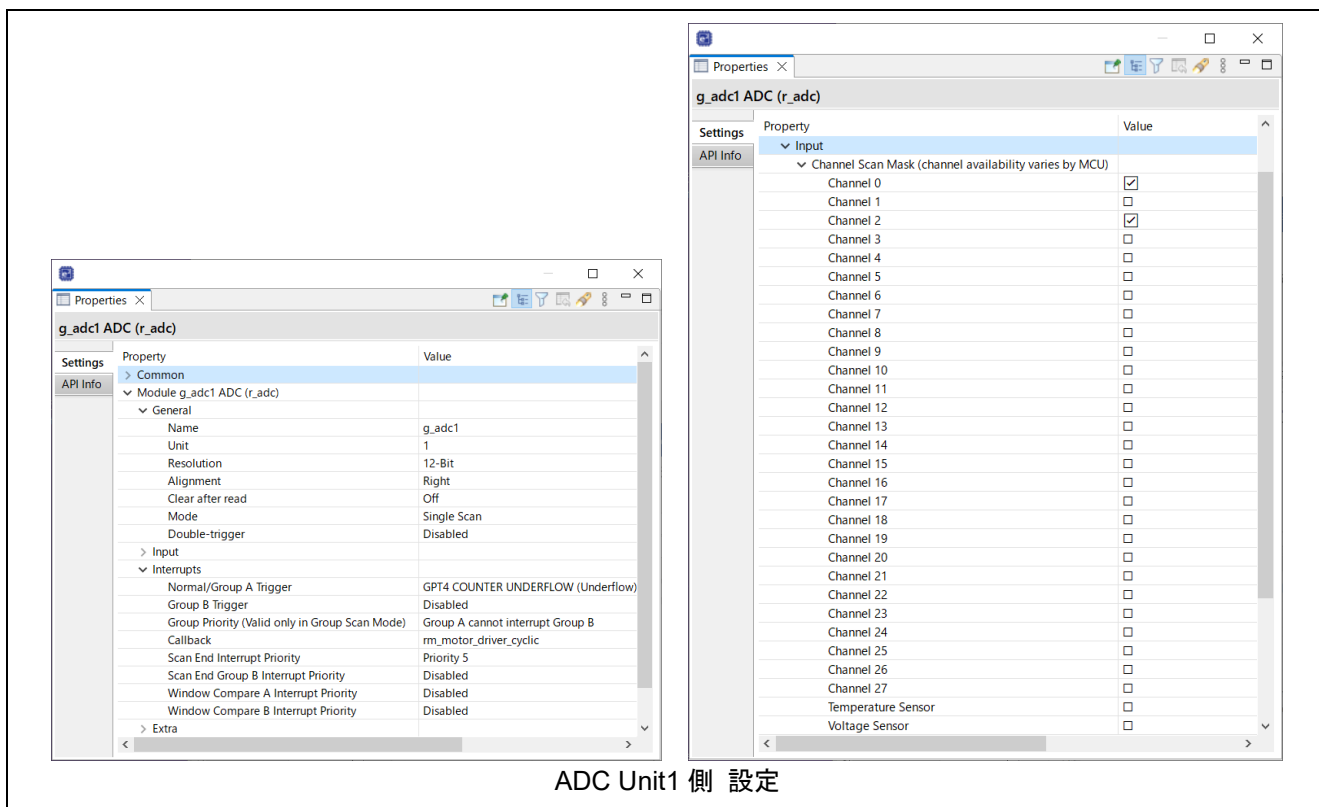 Properties
g_adc1 ADC (r_adc)
Settings
API Info
Property Value
Common
Module g_adc1 ADC (r_adc)
General
Name g_adc1
Unit 1
Resolution 12-Bit
Alignment Right
Clear after read Off
Mode Single Scan
Double-trigger Disabled
Input
Interrupts
Normal/Group A Trigger GPT4 COUNTER UNDERFLOW (Underflow)
Group B Trigger Disabled
Group Priority (Valid only in Group Scan Mode) Group A cannot interrupt Group B
Callback rm_motor_driver_cyclic
Scan End Interrupt Priority Priority 5
Scan End Group B Interrupt Priority Disabled
Window Compare A Interrupt Priority Disabled
Window Compare B Interrupt Priority Disabled
Extra
Properties
g_adc1 ADC (r_adc)
Settings
API Info
Property Value
Input
Channel Scan Mask (channel availability varies by MCU)
Channel 0
Channel 1
Channel 2
Channel 3
Channel 4
Channel 5
Channel 6
Channel 7
Channel 8
Channel 9
Channel 10
Channel 11
Channel 12
Channel 13
Channel 14
Channel 15
Channel 16
Channel 17
Channel 18
Channel 19
Channel 20
Channel 21
Channel 22
Channel 23
Channel 24
Channel 25
Channel 26
Channel 27
Temperature Sensor
Voltage Sensor
ADC Unit1 側 設定